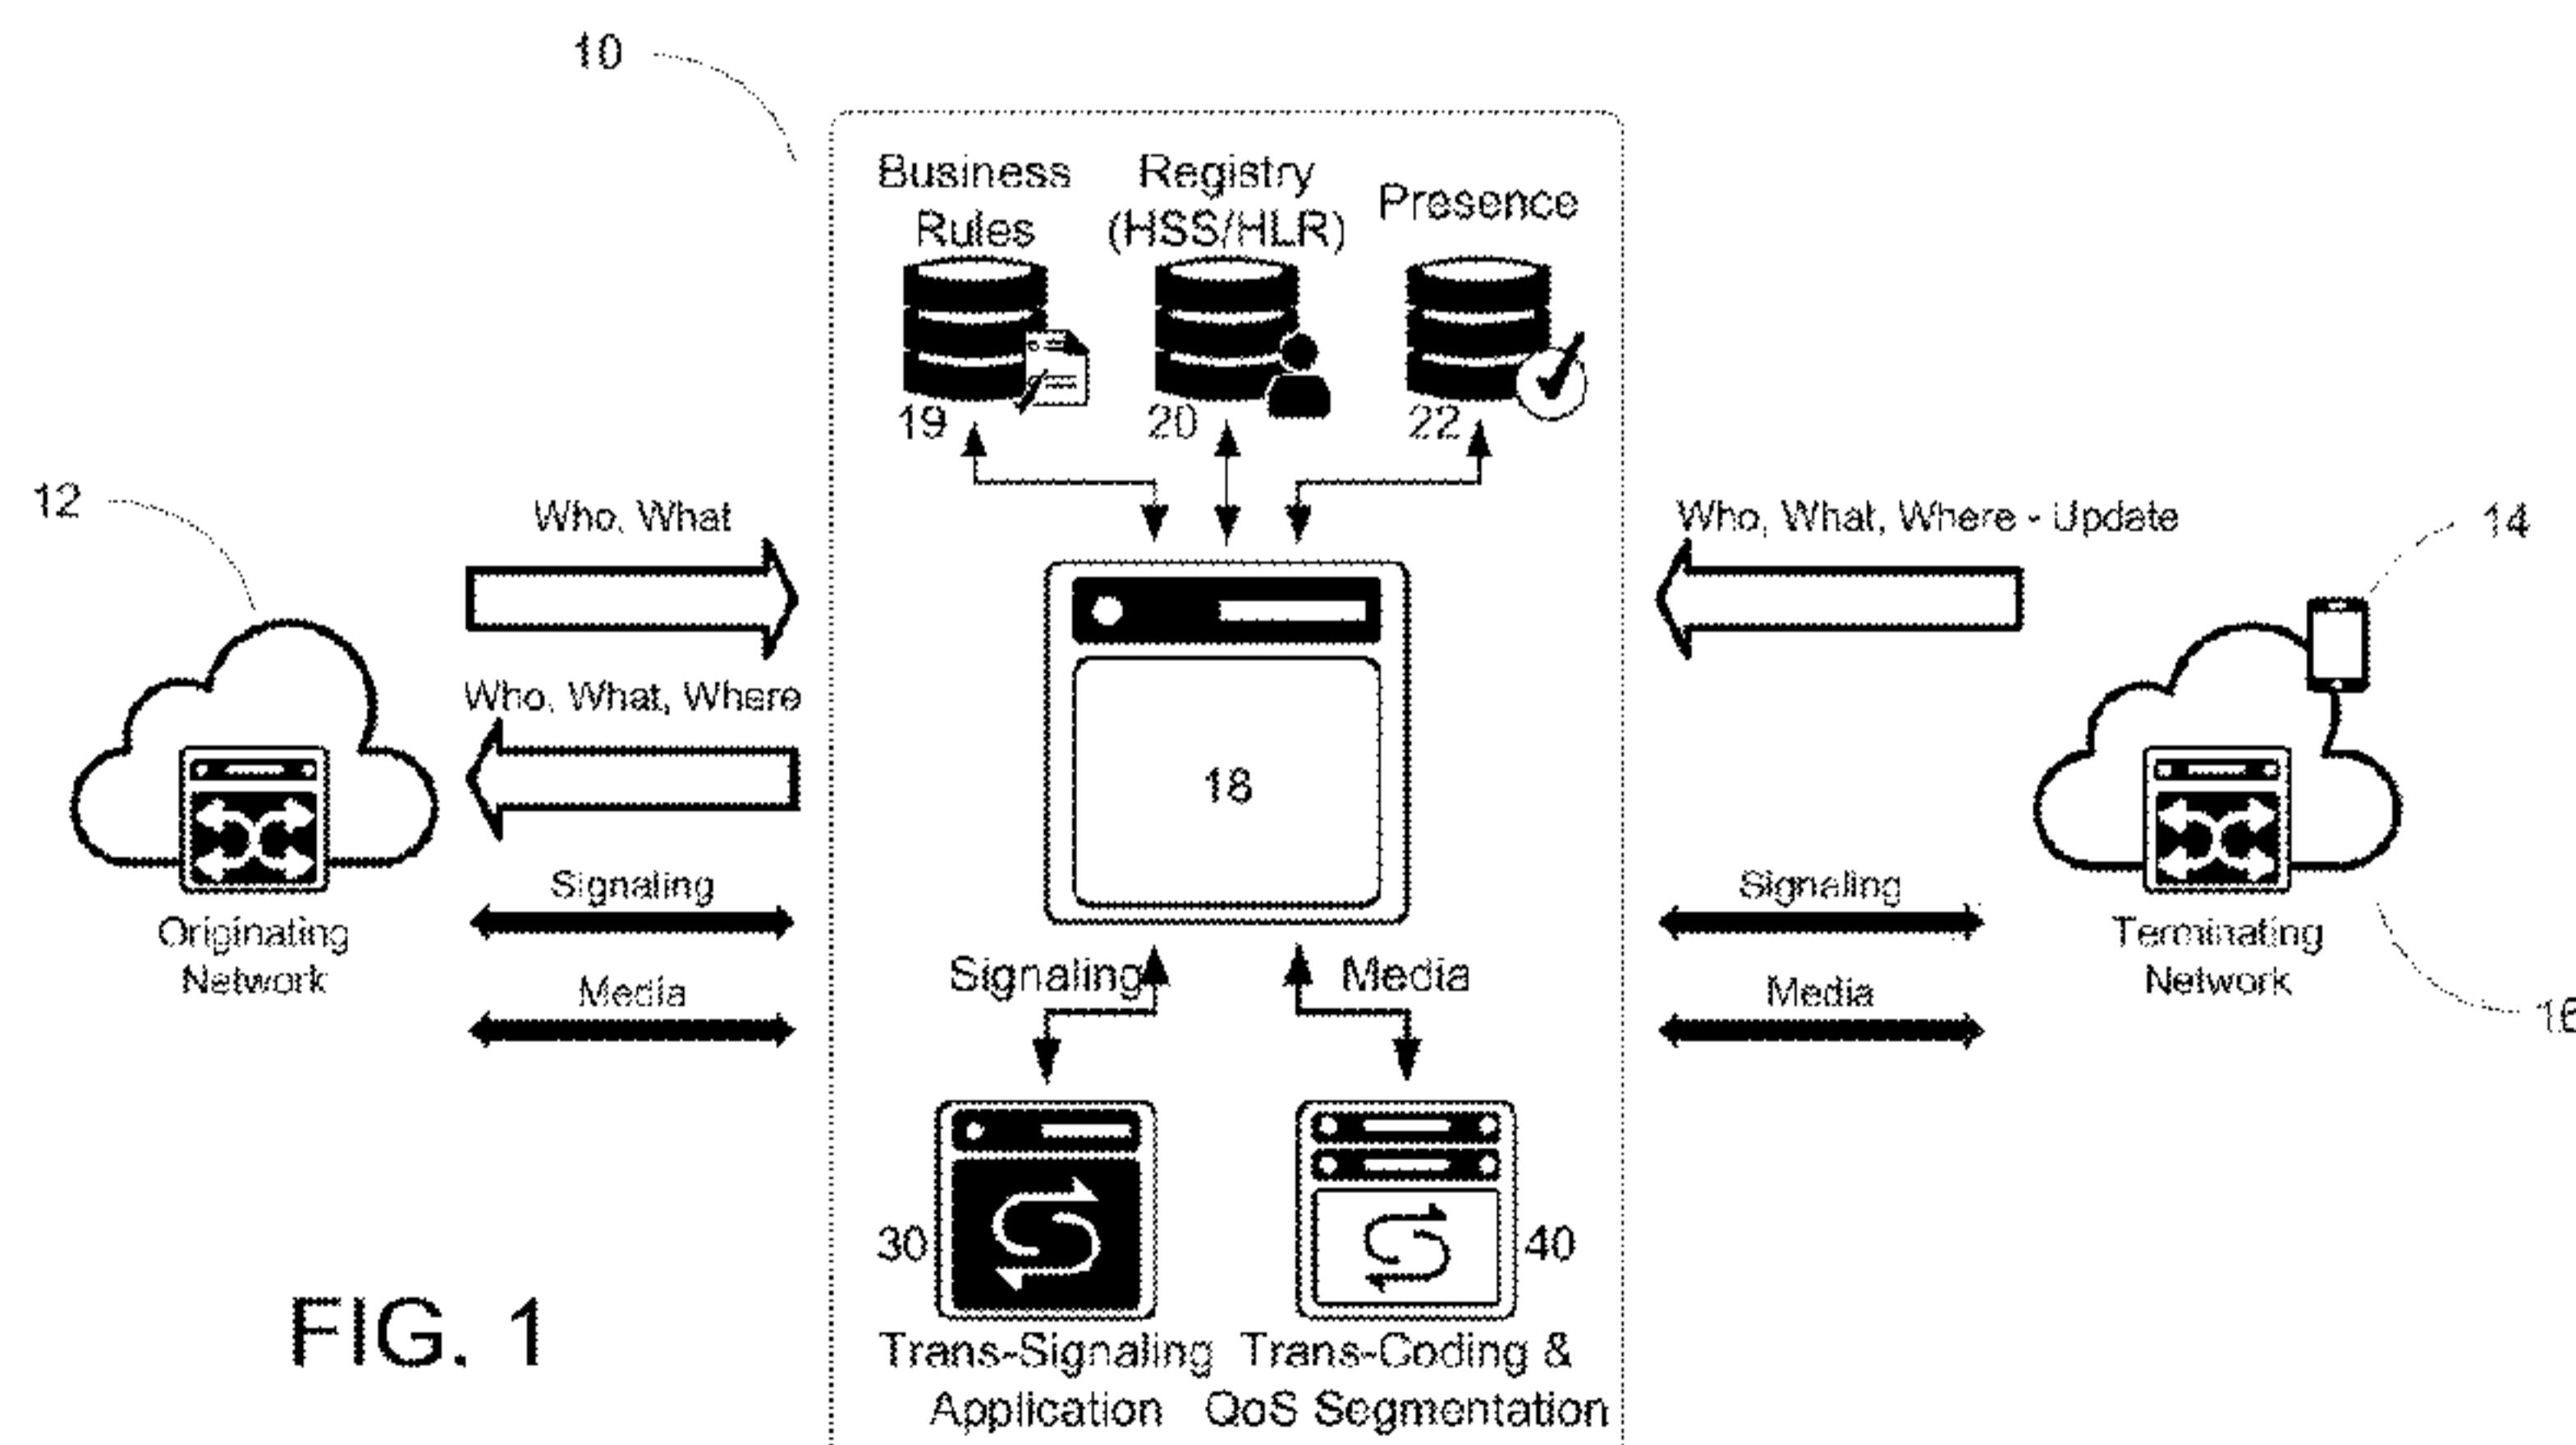 10
Business
Rules
Registry
(HSS/HLR)
Presence
19
20
22
12
Who, What
Who, What, Where - Update
14
Who, What, Where
18
Signaling
Media
Originating
Network
Signaling
Media
Signaling
Media
Terminating
Network
16
30
40
Trans-Signaling
Application
Trans-Coding &
QoS Segmentation
FIG. 1